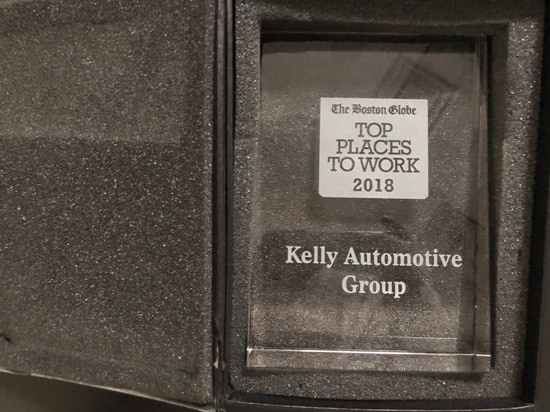 The Boston Globe
TOP
PLACES
TO WORK
2018
Kelly Automotive
Group